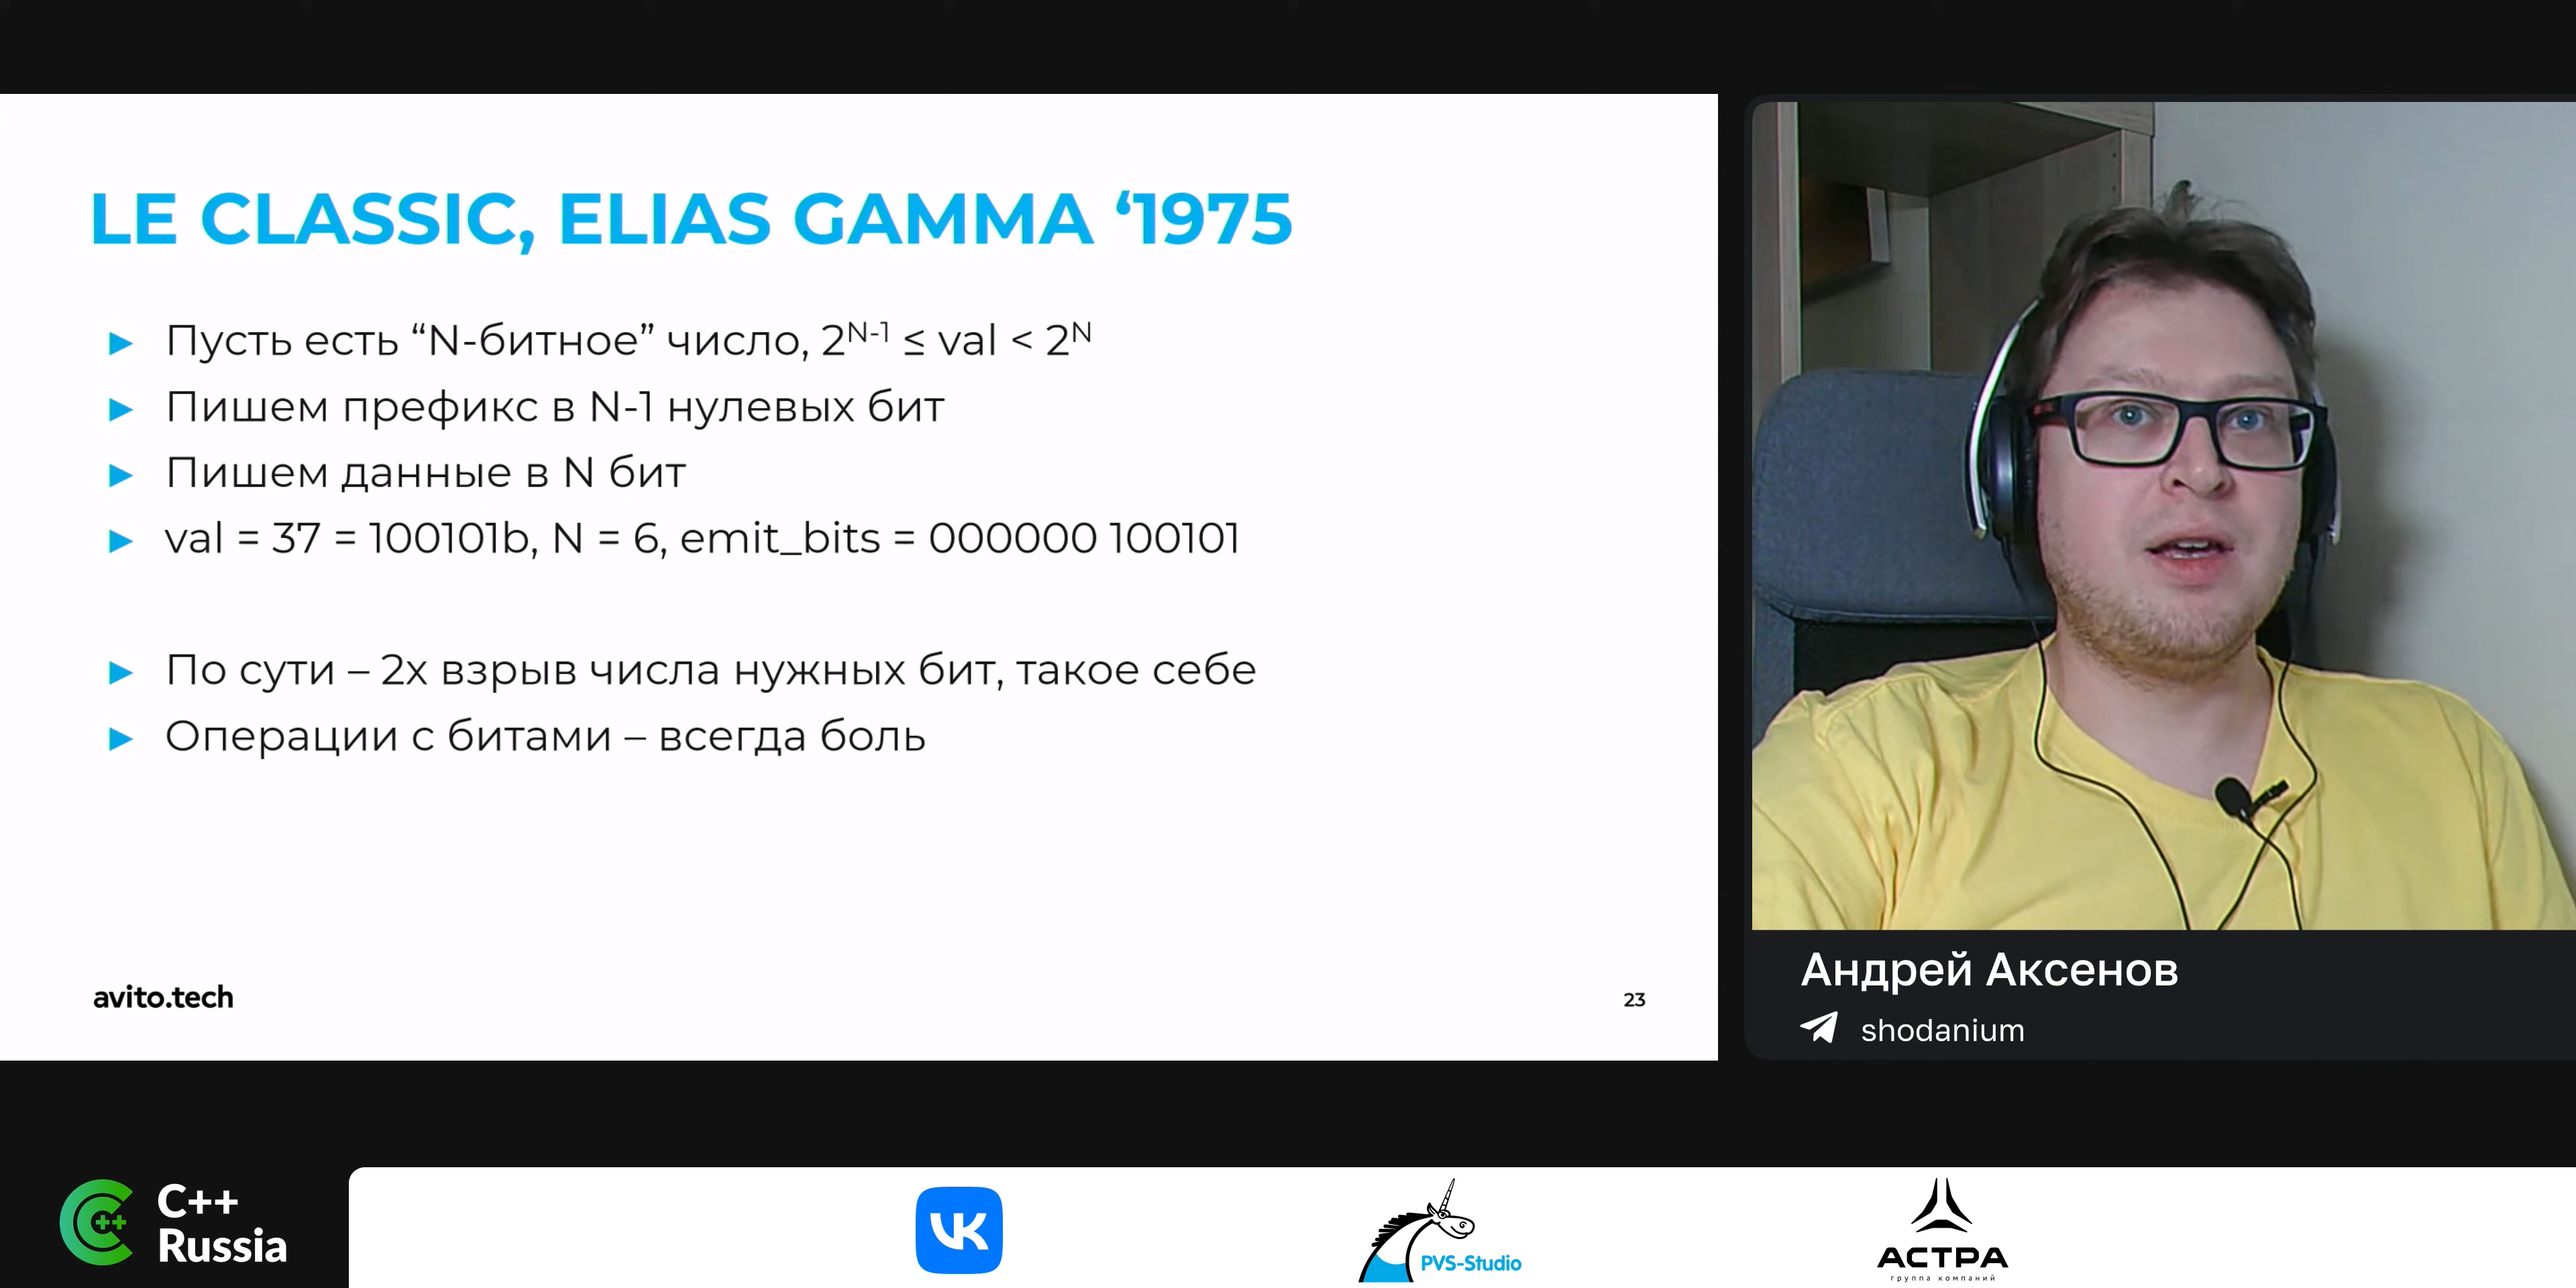 LE CLASSIC, ELIAS GAMMA ‘1975
► Пусть есть “N-битное” число, 2^N-1 ≤ val < 2^N
► Пишем префикс в N-1 нулевых бит
► Пишем данные в N бит
► val = 37 = 100101b, N = 6, emit_bits = 000000 100101
► По сути – 2x взрыв числа нужных бит, такое себе
► Операции с битами – всегда боль
avito.tech
23
Андрей Аксенов
shodanium
C++
Russia
VK
PVS-Studio
АСТРА
группа компаний